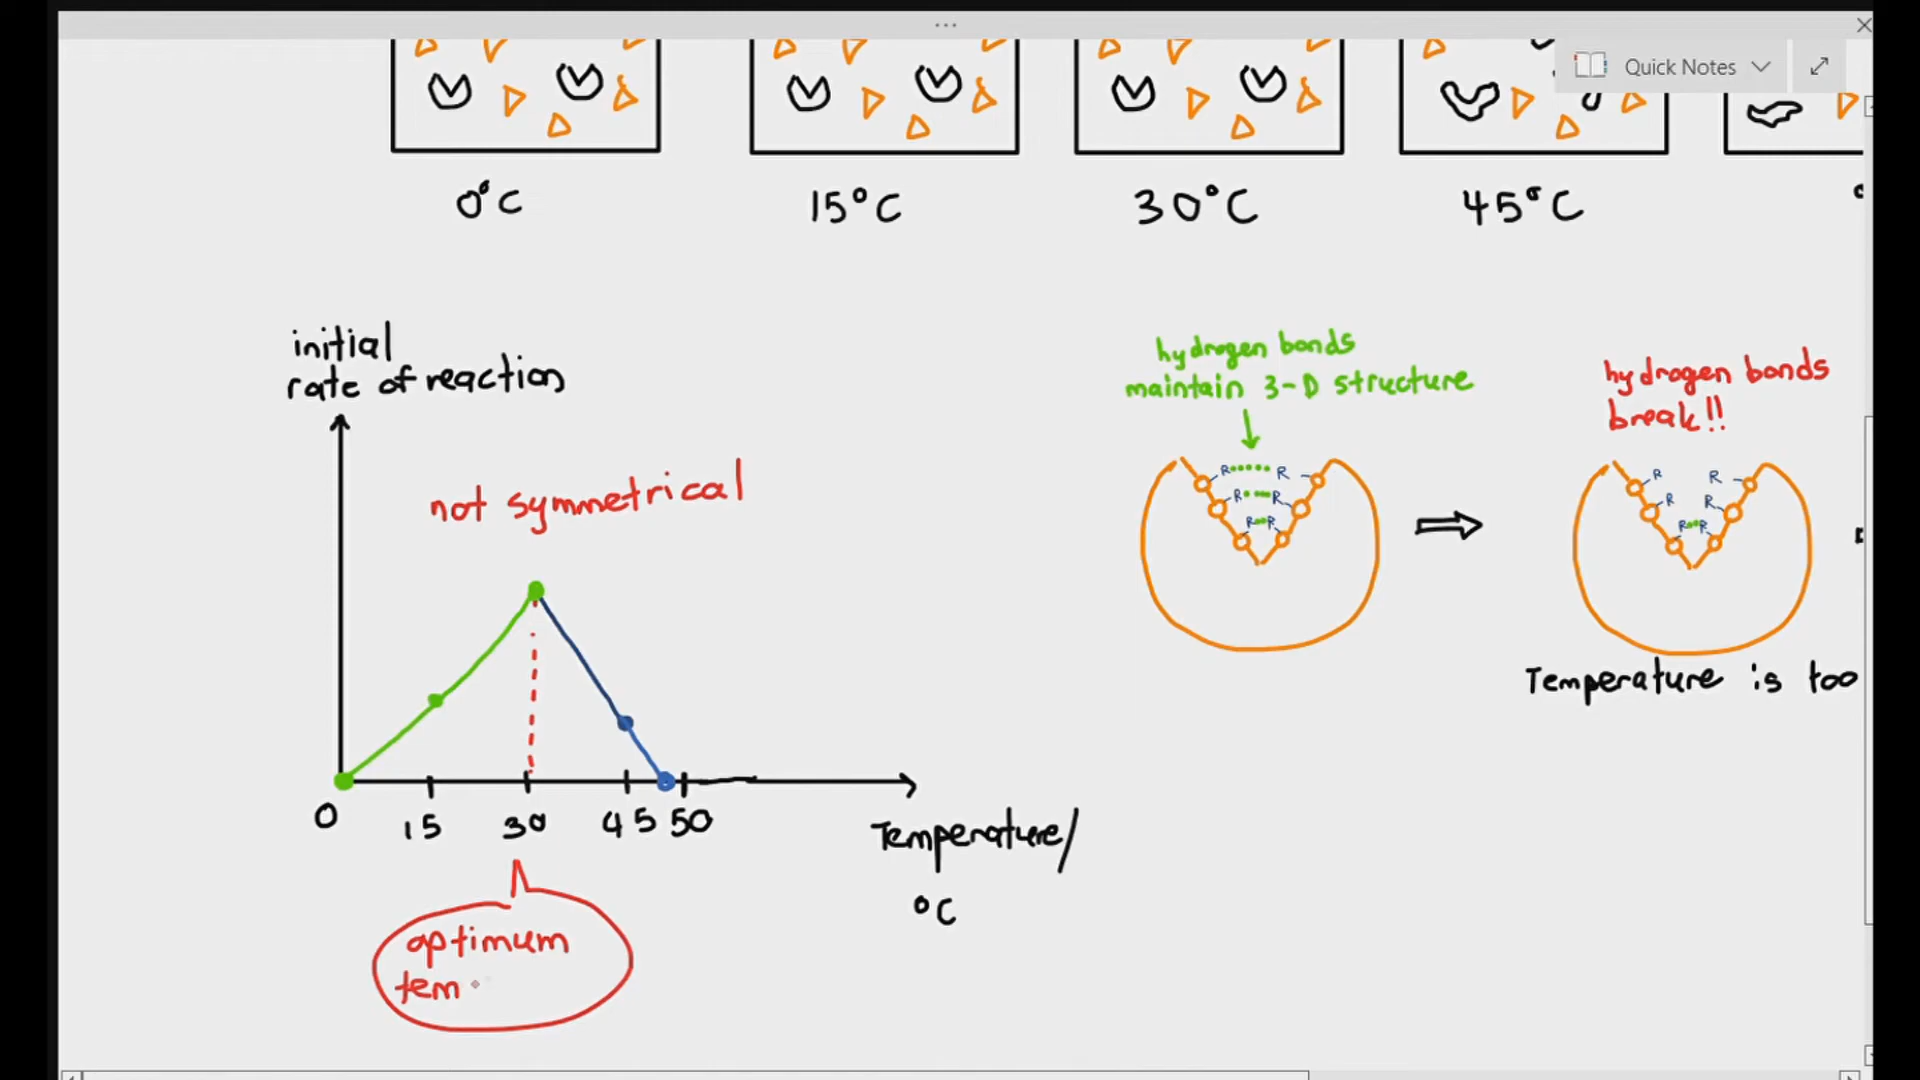 Quick Notes
0°C
15°C
30°C
45°C
initial
rate of reaction
not symmetrical
0
15
30
45
50
Temperature/
°C
optimum
tem
hydrogen bonds
maintain 3-D structure
R R
R R
R R
hydrogen bonds
break!!
R R
R R
R R
Temperature is too